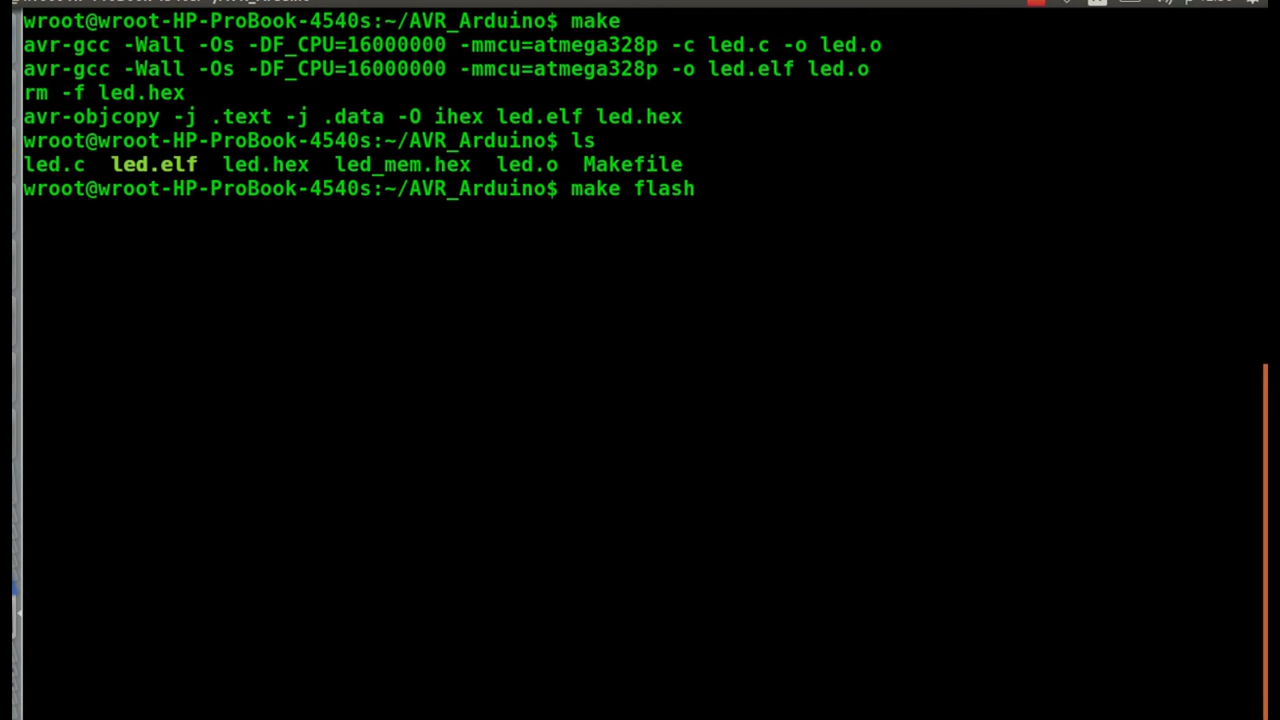 wroot@wroot-HP-ProBook-4540s:~/AVR_Arduino$ make
avr-gcc -Wall -Os -DF_CPU=16000000 -mmcu=atmega328p -c led.c -o led.o
avr-gcc -Wall -Os -DF_CPU=16000000 -mmcu=atmega328p -o led.elf led.o
rm -f led.hex
avr-objcopy -j .text -j .data -O ihex led.elf led.hex
wroot@wroot-HP-ProBook-4540s:~/AVR_Arduino$ ls
led.c led.elf led.hex led_mem.hex led.o Makefile
wroot@wroot-HP-ProBook-4540s:~/AVR_Arduino$ make flash